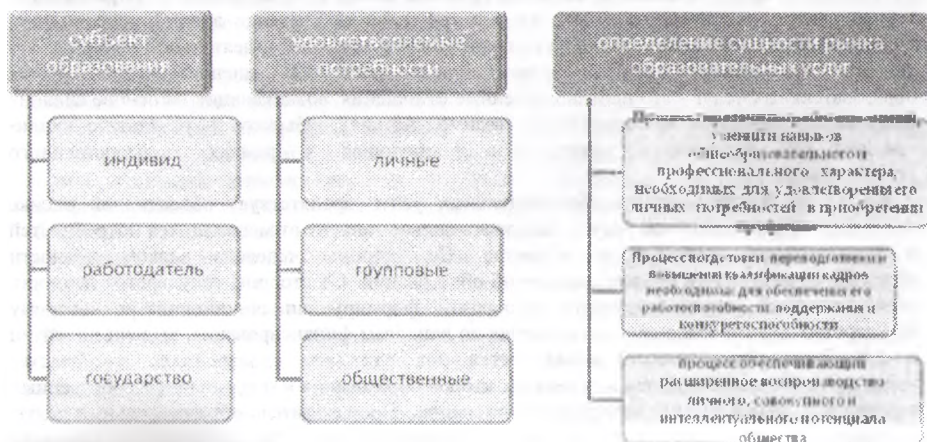 субъект
образования
удовлетворяемые
потребности
определение сущности рынка
образовательных услуг
индивид
работодатель
государство
личные
групповые
общественные
умений и навыков
общеобразовательного и
профессионального характера,
необходимых для удовлетворения его
личных потребностей в приобретении
Процесс подготовки переподготовки и
повышения квалификации кадров
необходимых для обеспечения его
работоспособности поддержания и
конкурегоспособности
процесс обеспечивающий
расширенное воспроизводство
личного, совокупного и
интеллектуального потенциала
общества